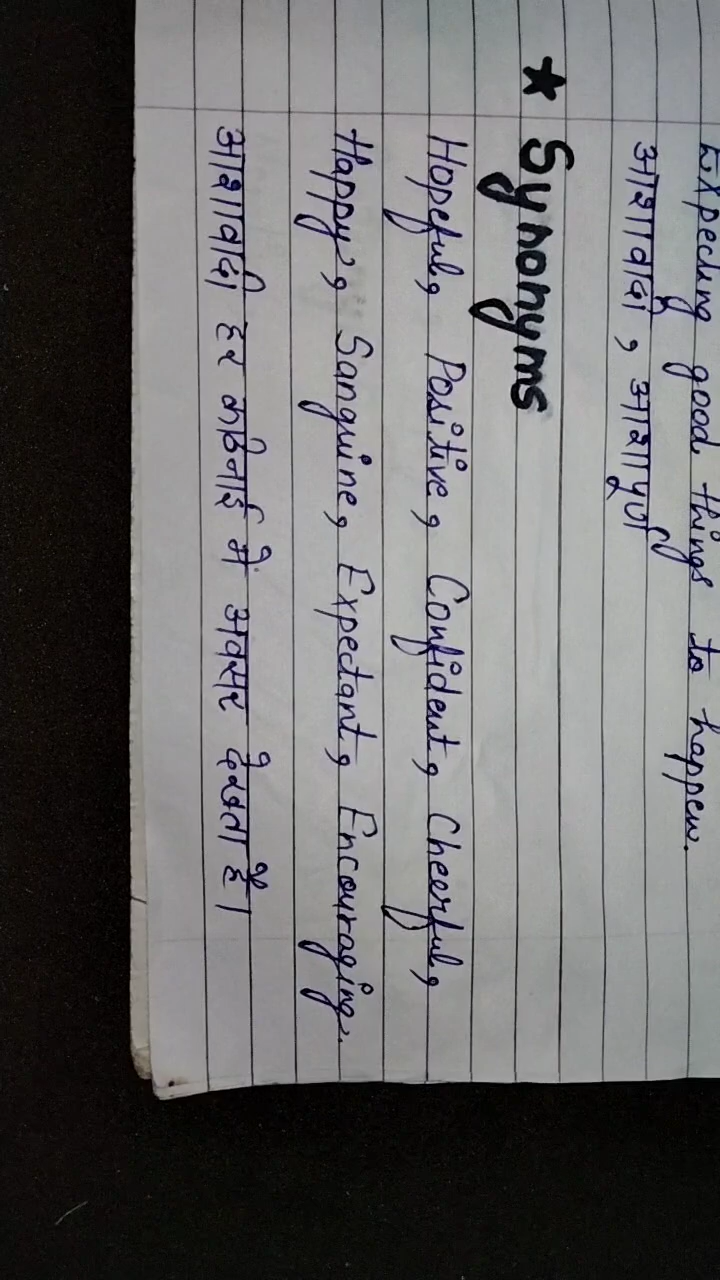 Expecting good things to happen.
आशावादी, आशापूर्ण
★ Synonyms
Hopeful, Positive, Confident, Cheerful,
Happy, Sanguine, Expectant, Encouraging.
आशावादी हर कठिनाई में अवसर देखता है।